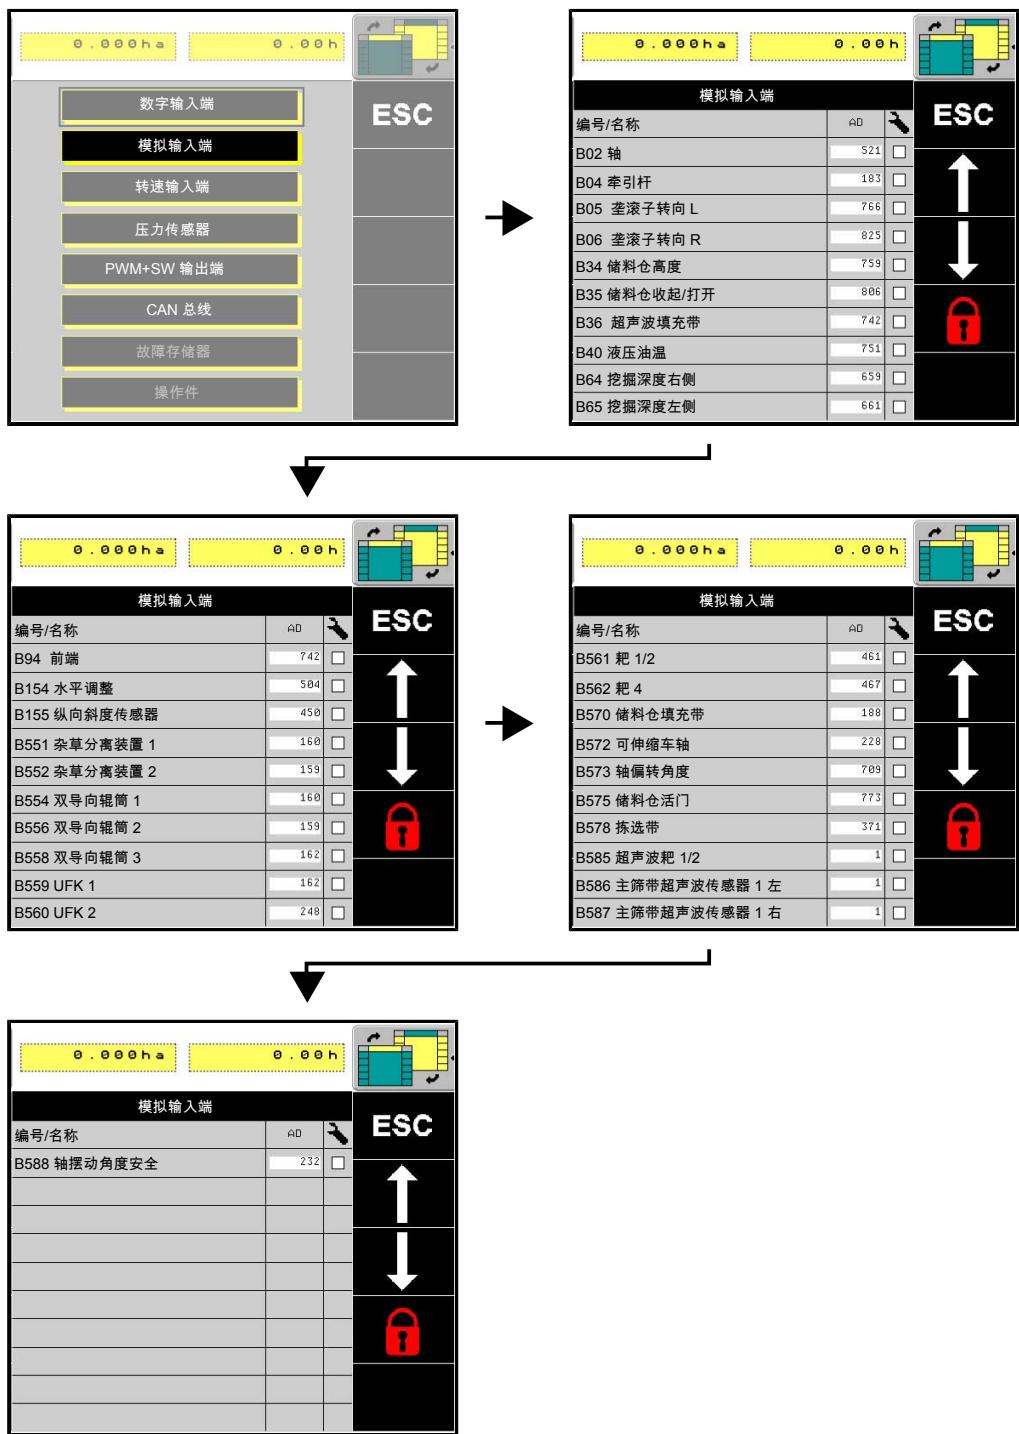 0.000ha 0.00h
数字输入端
ESC
模拟输入端
转速输入端
压力传感器
PWM+SW 输出端
CAN 总线
故障存储器
操作件
0.000ha 0.00h
模拟输入端
ESC
编号/名称 AD
B02 轴 521
B04 牵引杆 183
B05 垄滚子转向 L 766
B06 垄滚子转向 R 825
B34 储料仓高度 759
B35 储料仓收起/打开 806
B36 超声波填充带 742
B40 液压油温 751
B64 挖掘深度右侧 659
B65 挖掘深度左侧 661
0.000ha 0.00h
模拟输入端
ESC
编号/名称 AD
B94 前端 742
B154 水平调整 504
B155 纵向斜度传感器 450
B551 杂草分离装置 1 160
B552 杂草分离装置 2 159
B554 双导向辊筒 1 160
B556 双导向辊筒 2 159
B558 双导向辊筒 3 162
B559 UFK 1 162
B560 UFK 2 248
0.000ha 0.00h
模拟输入端
ESC
编号/名称 AD
B561 耙 1/2 461
B562 耙 4 467
B570 储料仓填充带 188
B572 可伸缩车轴 228
B573 轴偏转角度 709
B575 储料仓活门 773
B578 拣选带 371
B585 超声波耙 1/2 1
B586 主筛带超声波传感器 1 左 1
B587 主筛带超声波传感器 1 右 1
0.000ha 0.00h
模拟输入端
ESC
编号/名称 AD
B588 轴摆动角度安全 232